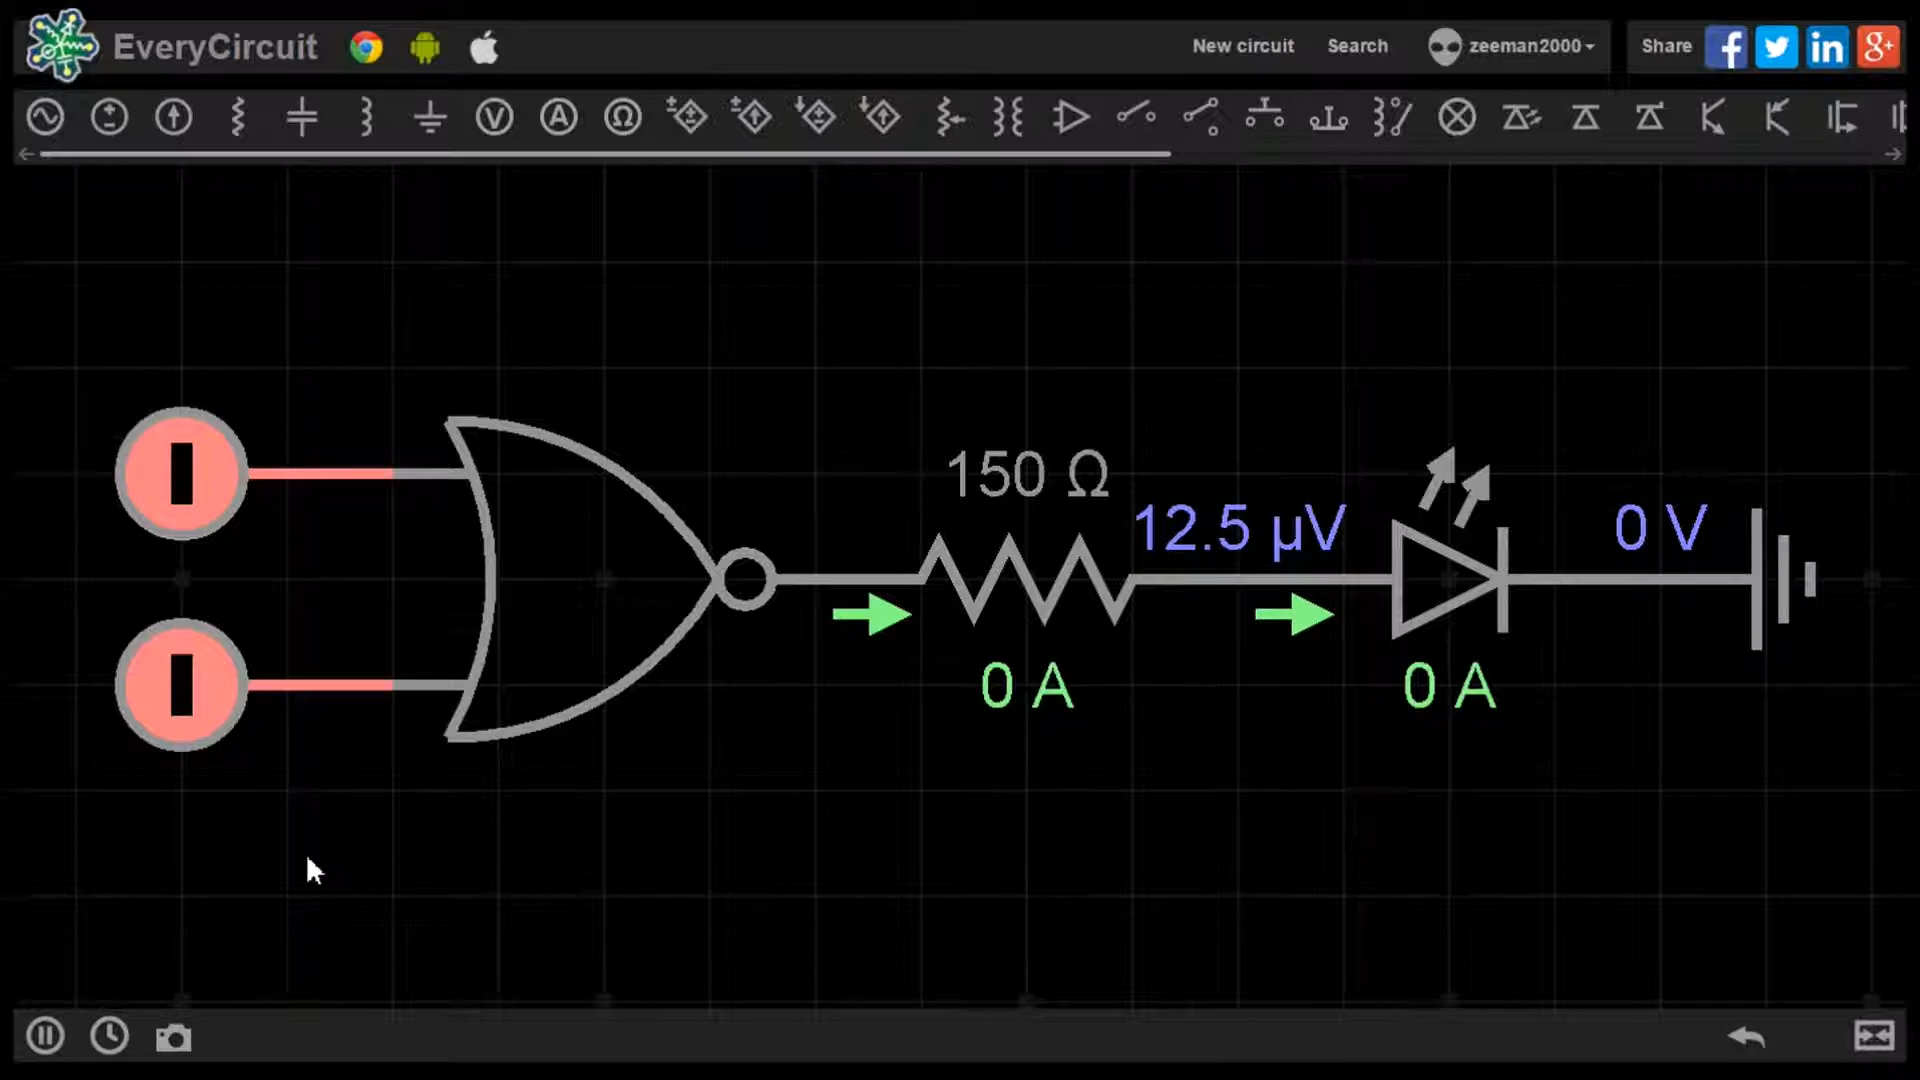 EveryCircuit
New circuit
Search
zeeman2000
Share
150 Ω
12.5 µV
0 V
0 A
0 A